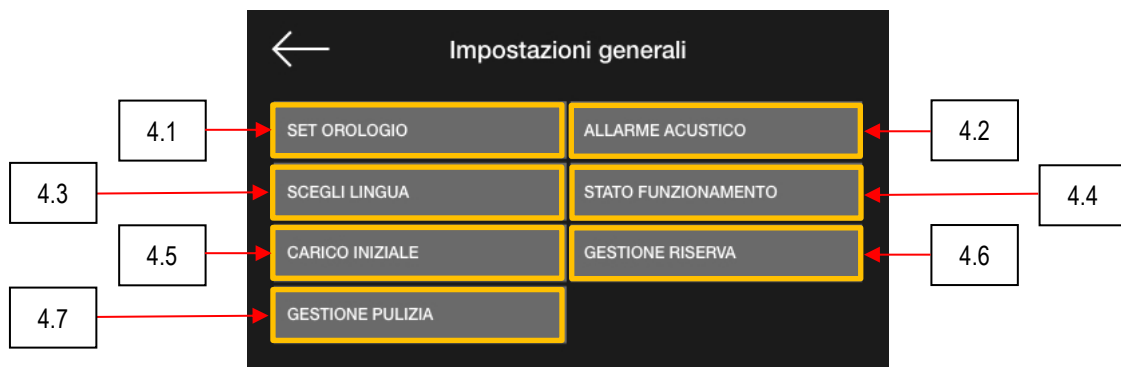 Impostazioni generali
4.1 SET OROLOGIO ALLARME ACUSTICO 4.2
4.3 SCEGLI LINGUA STATO FUNZIONAMENTO 4.4
4.5 CARICO INIZIALE GESTIONE RISERVA 4.6
4.7 GESTIONE PULIZIA